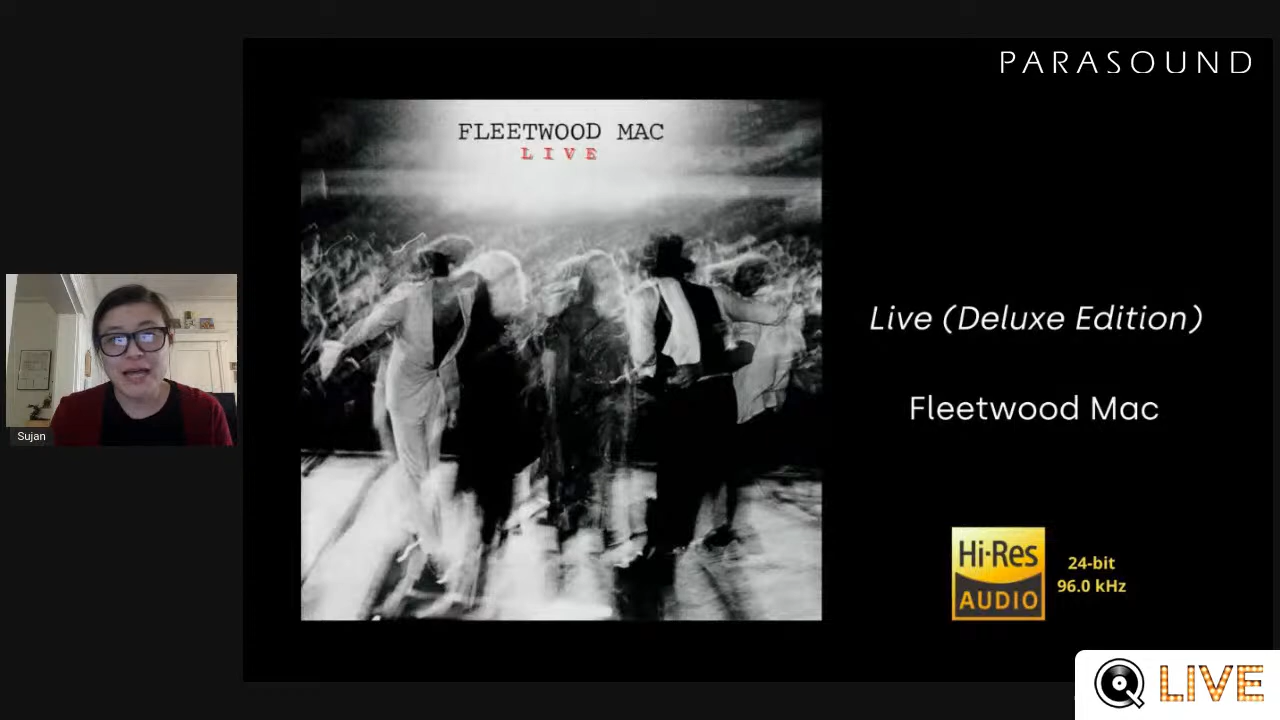 PARASOUND
FLEETWOOD MAC
LIVE
Live (Deluxe Edition)
Fleetwood Mac
Sujan
Hi-Res
AUDIO
24-bit
96.0 kHz
LIVE